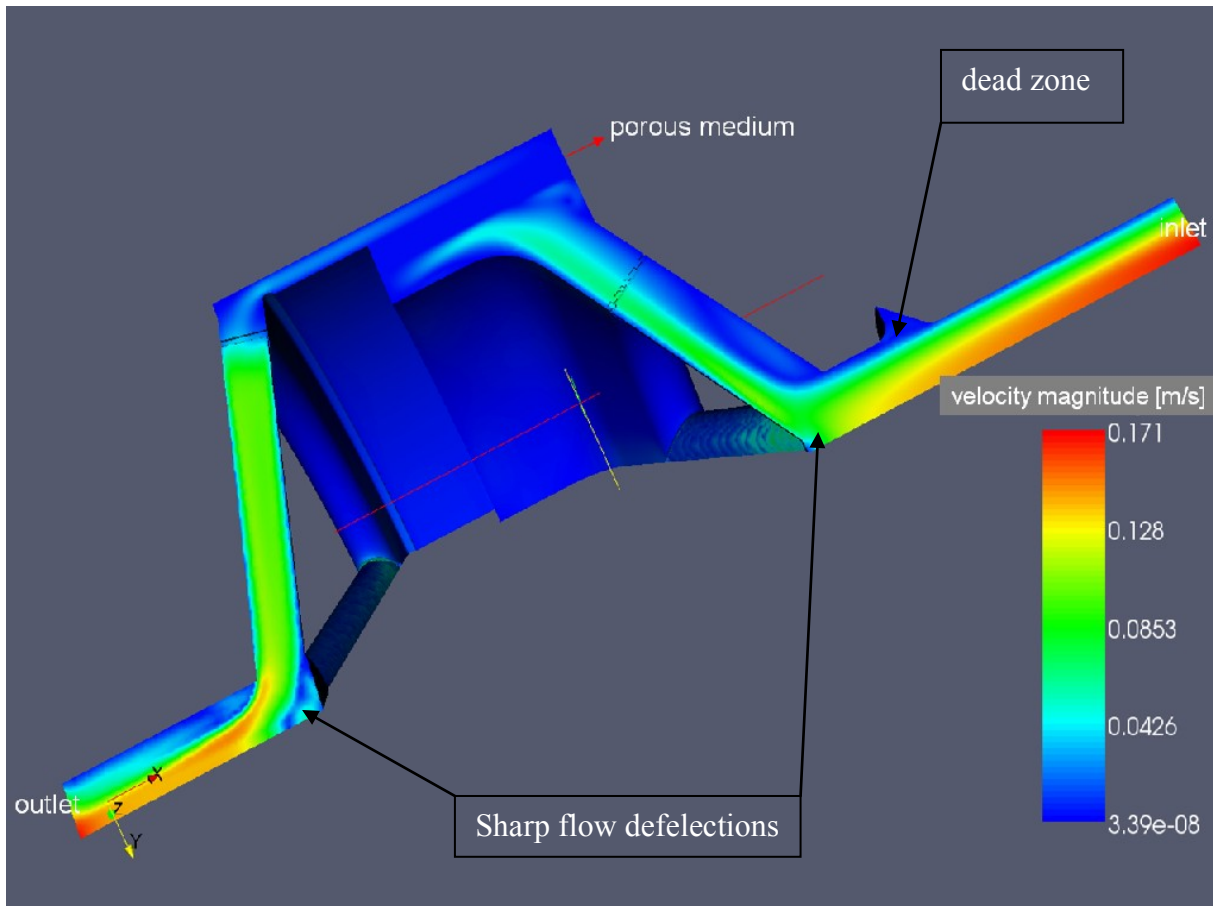 dead zone
porous medium
inlet
velocity magnitude [m/s]
0.171
0.128
0.0853
0.0426
3.39e-08
X
Z
Y
outlet
Sharp flow defelections